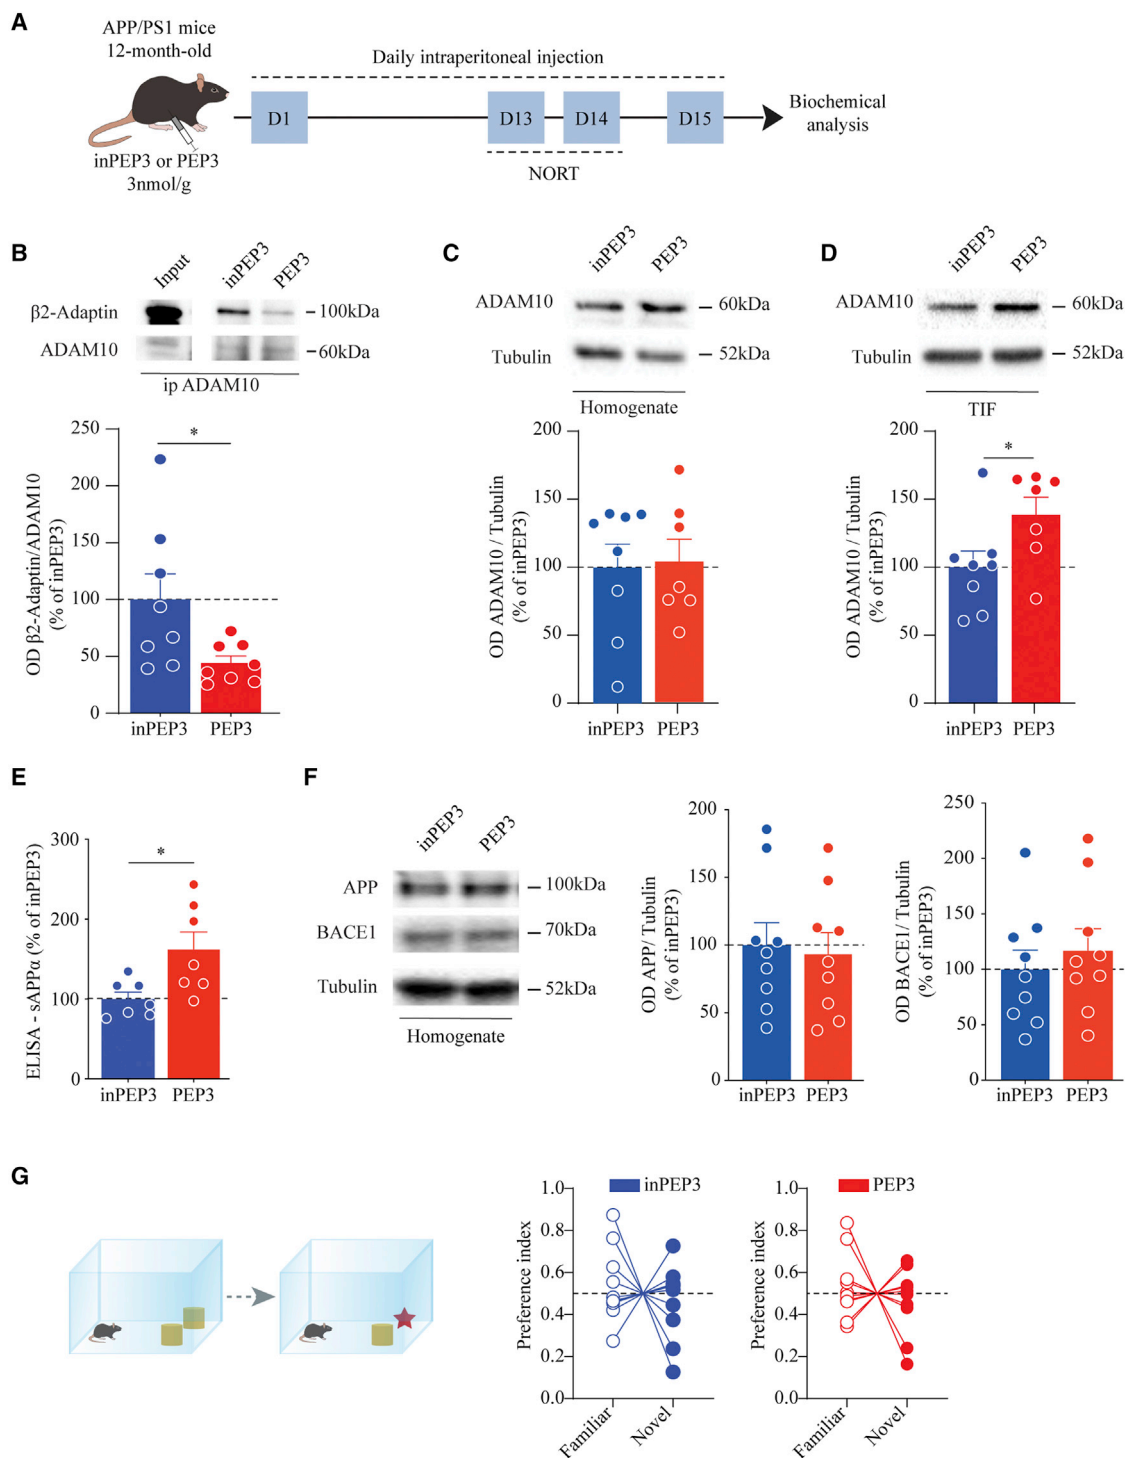 A
APP/PS1 mice
12-month-old
Daily intraperitoneal injection
D1
D13
D14
D15
Biochemical
analysis
inPEP3 or PEP3
3nmol/g
NORT
B
Input
inPEP3
PEP3
β2-Adaptin
100kDa
ADAM10
60kDa
ip ADAM10
OD β2-Adaptin/ADAM10
(% of inPEP3)
250
200
150
100
50
0
*
inPEP3
PEP3
C
inPEP3
PEP3
ADAM10
60kDa
Tubulin
52kDa
Homogenate
OD ADAM10 / Tubulin
(% of inPEP3)
200
150
100
50
0
inPEP3
PEP3
D
inPEP3
PEP3
ADAM10
60kDa
Tubulin
52kDa
TIF
OD ADAM10 / Tubulin
(% of inPEP3)
200
150
100
50
0
*
inPEP3
PEP3
E
ELISA - sAPPα (% of inPEP3)
300
200
100
0
*
inPEP3
PEP3
F
inPEP3
PEP3
APP
100kDa
BACE1
70kDa
Tubulin
52kDa
Homogenate
OD APP/ Tubulin
(% of inPEP3)
200
150
100
50
0
inPEP3
PEP3
OD BACE1/ Tubulin
(% of inPEP3)
250
200
150
100
50
0
inPEP3
PEP3
G
inPEP3
Preference index
1.0
0.8
0.6
0.4
0.2
0.0
Familiar
Novel
PEP3
Preference index
1.0
0.8
0.6
0.4
0.2
0.0
Familiar
Novel